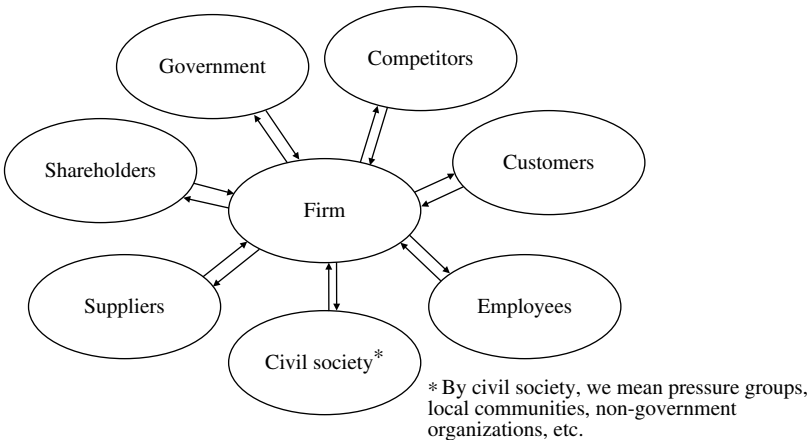 Government
Competitors
Shareholders
Customers
Firm
Suppliers
Employees
Civil society*
* By civil society, we mean pressure groups,
local communities, non-government
organizations, etc.